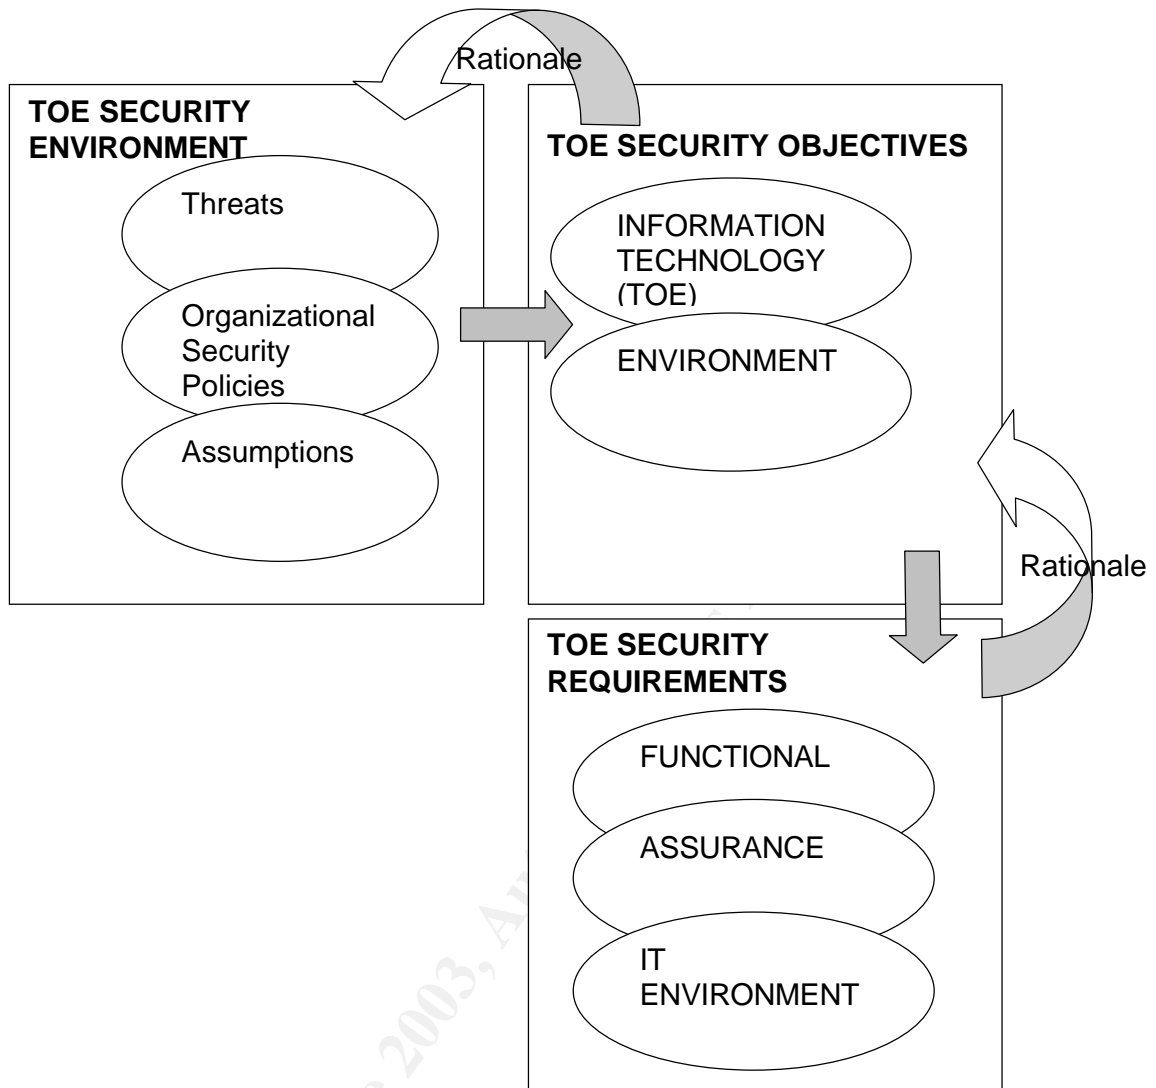 Rationale
TOE SECURITY
ENVIRONMENT
Threats
Organizational
Security
Policies
Assumptions
TOE SECURITY OBJECTIVES
INFORMATION
TECHNOLOGY
(TOE)
ENVIRONMENT
Rationale
TOE SECURITY
REQUIREMENTS
FUNCTIONAL
ASSURANCE
IT
ENVIRONMENT
2003,